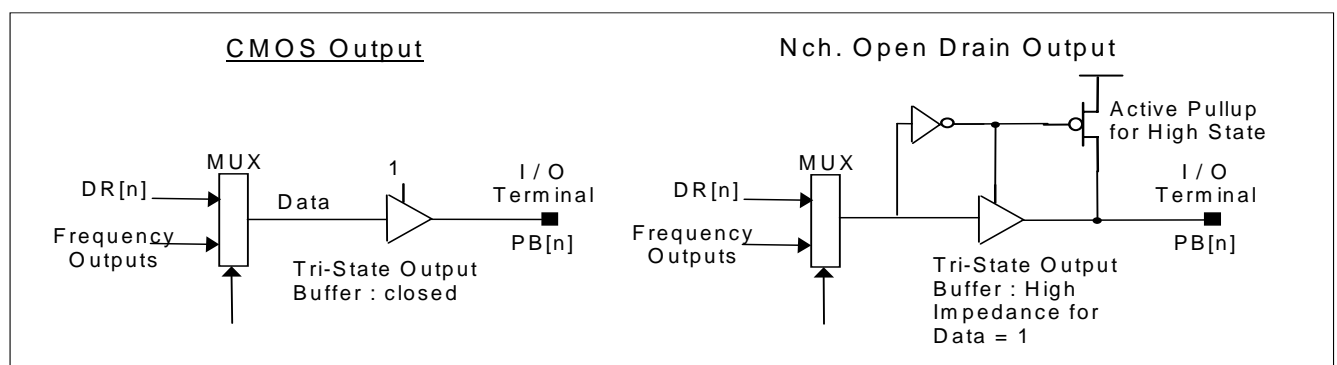 CMOS Output
MUX
DR[n]
Frequency
Outputs
Data
1
I / O
Terminal
PB[n]
Tri-State Output
Buffer : closed
Nch. Open Drain Output
Active Pullup
for High State
MUX
DR[n]
Frequency
Outputs
I / O
Terminal
PB[n]
Tri-State Output
Buffer : High
Impedance for
Data = 1